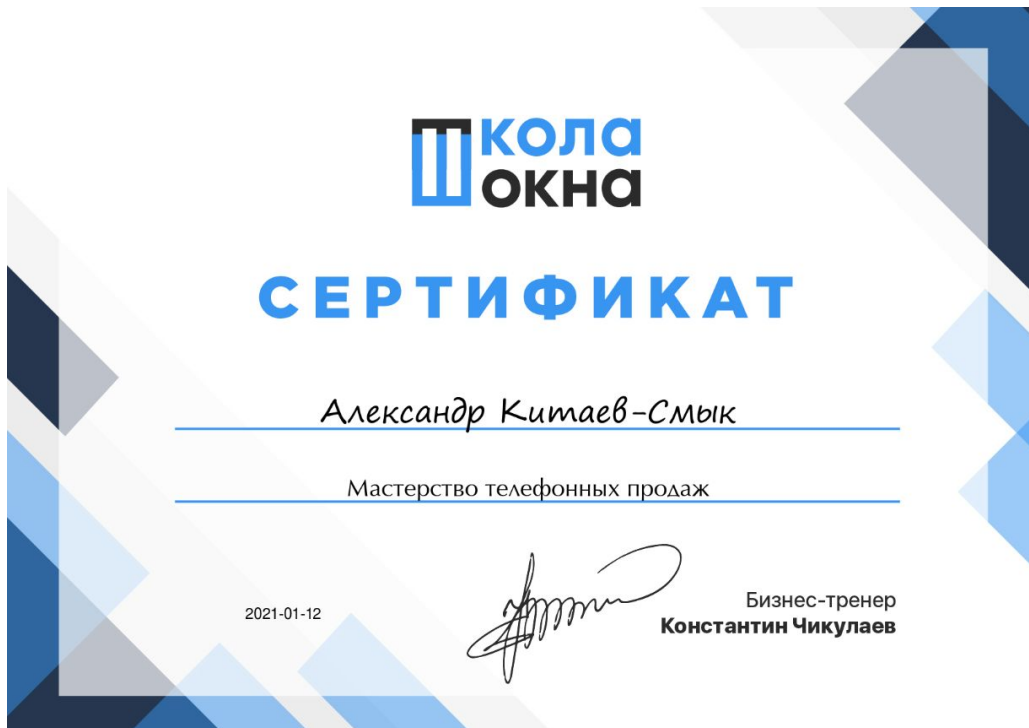 Школа
окна
СЕРТИФИКАТ
Александр Китаев-Смык
Мастерство телефонных продаж
2021-01-12
Бизнес-тренер
Константин Чикулаев